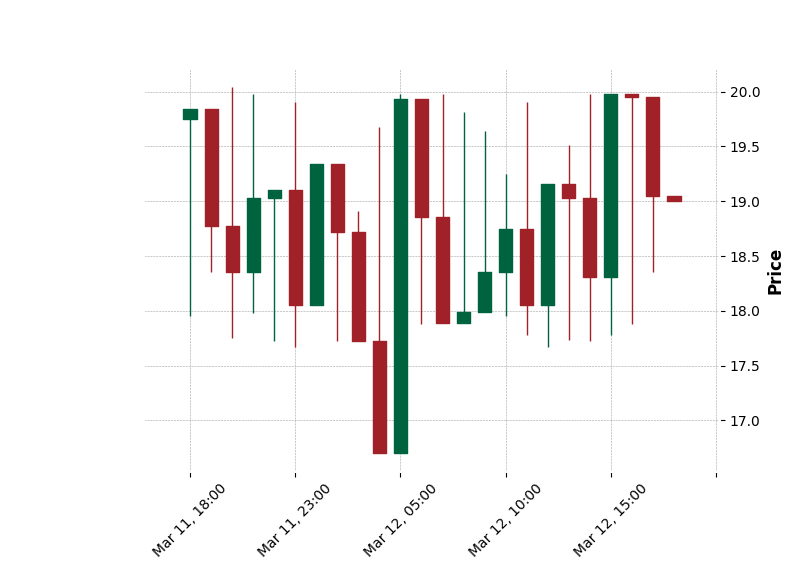 20.0
19.5
19.0
18.5
18.0
17.5
17.0
Price
Mar 11, 18:00
Mar 11, 23:00
Mar 12, 05:00
Mar 12, 10:00
Mar 12, 15:00